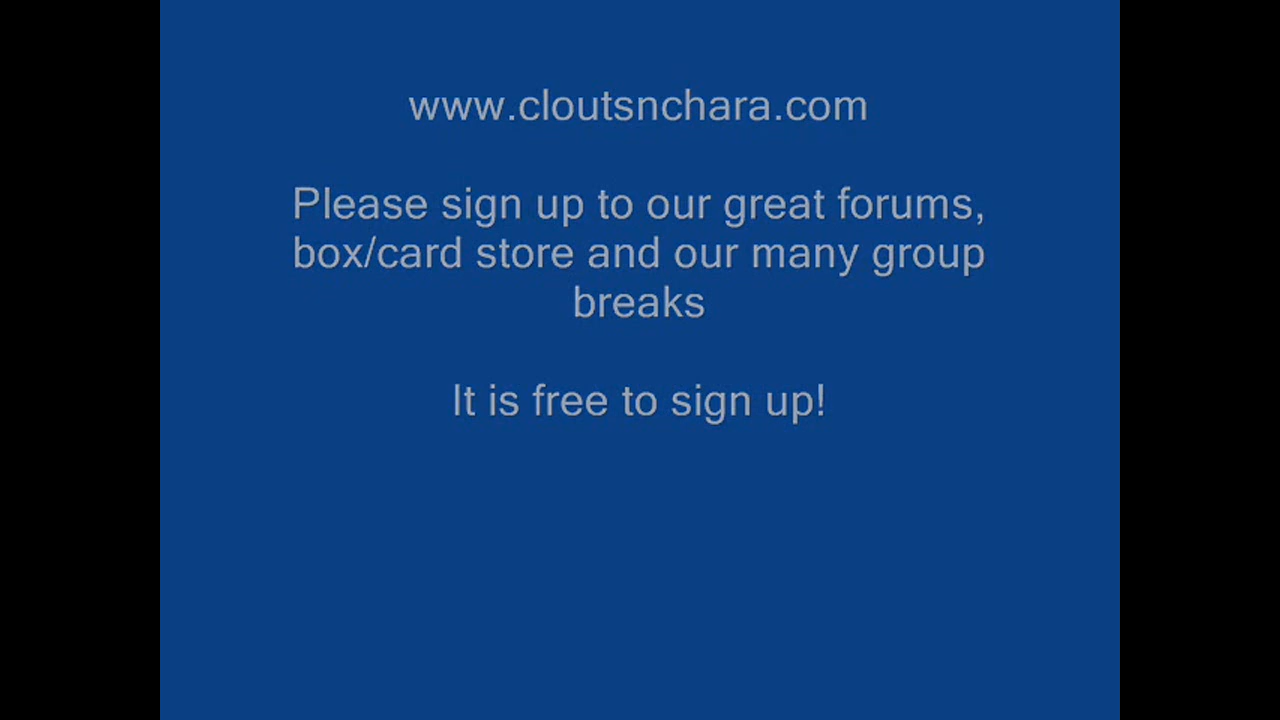 www.cloutsnchara.com
Please sign up to our great forums,
box/card store and our many group
breaks
It is free to sign up!